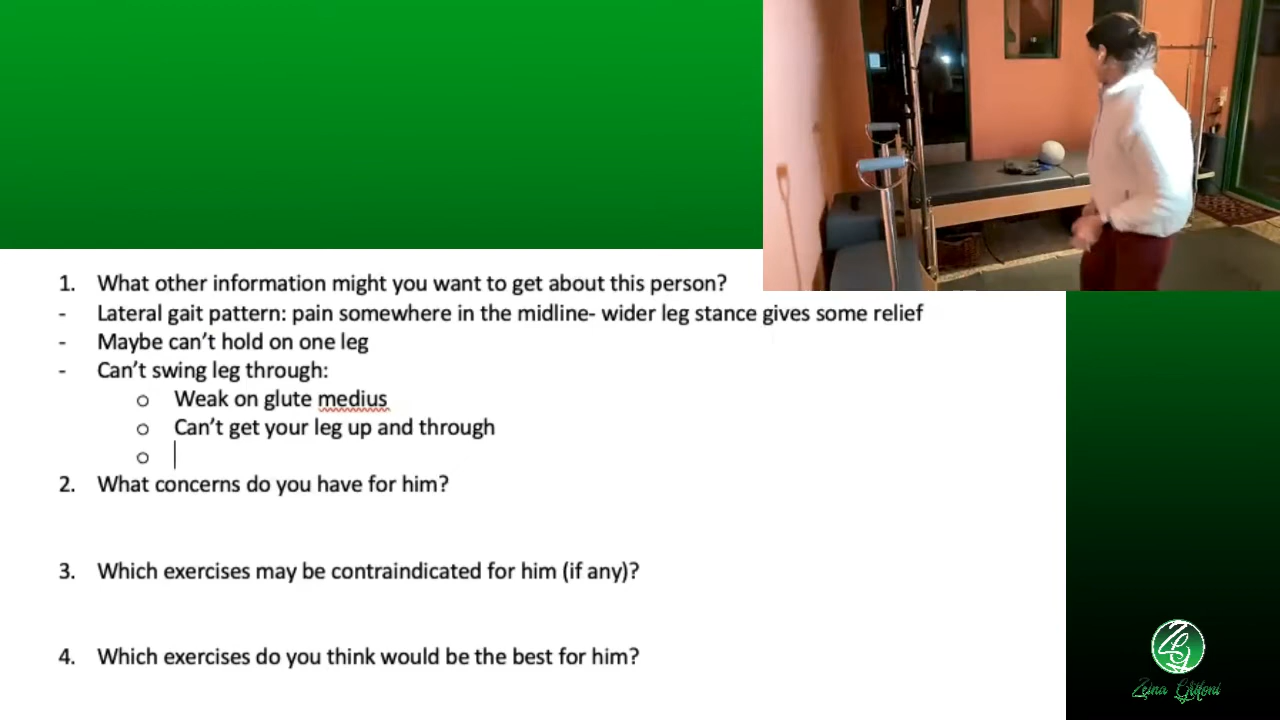 1. What other information might you want to get about this person?
- Lateral gait pattern: pain somewhere in the midline- wider leg stance gives some relief
- Maybe can't hold on one leg
- Can't swing leg through:
o Weak on glute medius
o Can't get your leg up and through
o
2. What concerns do you have for him?
3. Which exercises may be contraindicated for him (if any)?
4. Which exercises do you think would be the best for him?
ZG
Zeina Grifoni